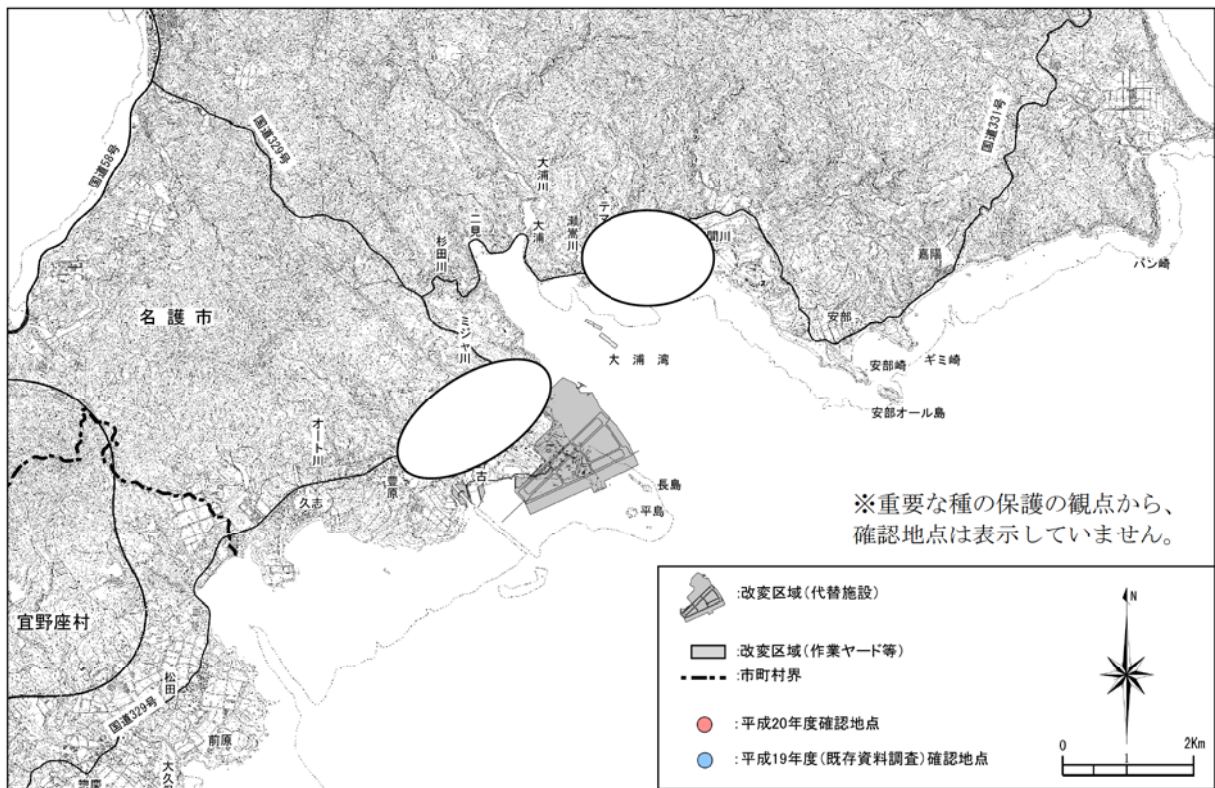 国道58号
国道329号
国道331号
大浦川
テマ
瀬嵩川
大浦
二見
杉田川
間川
嘉陽
バン崎
名護市
ミジャ川
安部
大浦湾
安部崎
ギミ崎
安部オール島
オート川
豊原
古
久志
長島
平島
※重要な種の保護の観点から、
確認地点は表示していません。
宜野座村
松田
国道329号
前原
惣慶
大久
:改変区域(代替施設)
:改変区域(作業ヤード等)
:市町村界
:平成20年度確認地点
:平成19年度(既存資料調査)確認地点
N
0 1 2Km